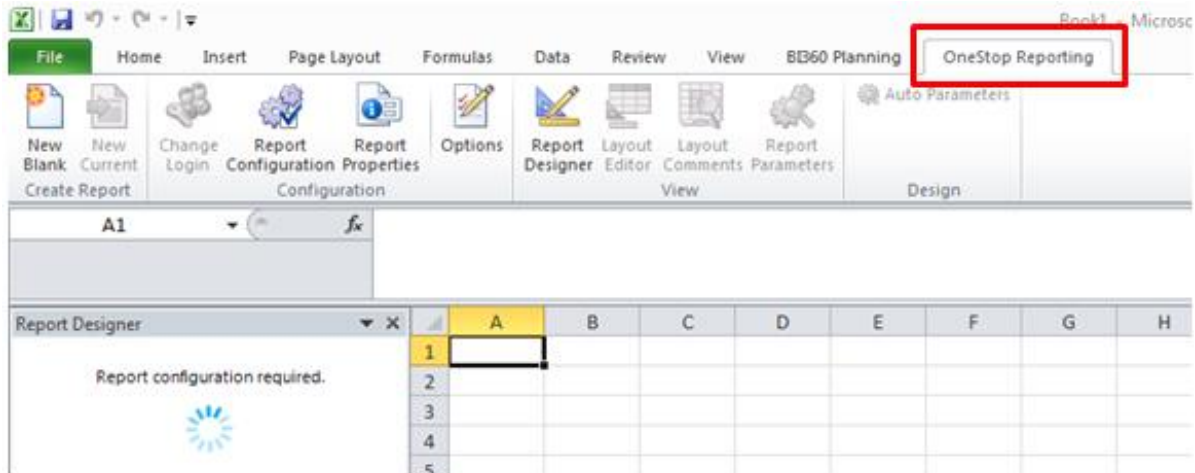 Book1 - Microsc
File Home Insert Page Layout Formulas Data Review View BI360 Planning OneStop Reporting
Auto Parameters
New New Change Report Report Options Report Layout Layout Report
Blank Current Login Configuration Properties Designer Editor Comments Parameters
Create Report Configuration View Design
A1 fx
Report Designer A B C D E F G H
1
Report configuration required. 2
3
4
5